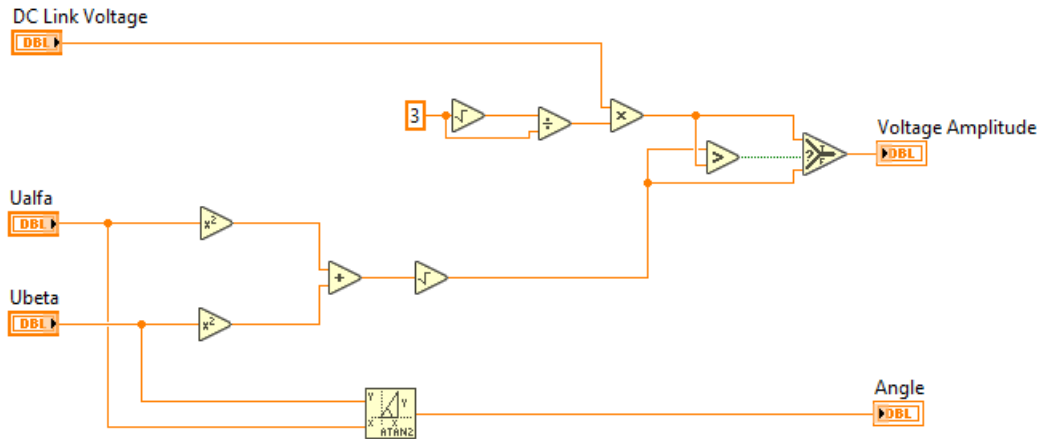 DC Link Voltage
DBL
3
√
÷
x
>
?
T
F
Voltage Amplitude
DBL
Ualfa
DBL
x²
+
√
Ubeta
DBL
x²
Y
Y
X
X
ATAN2
Angle
DBL